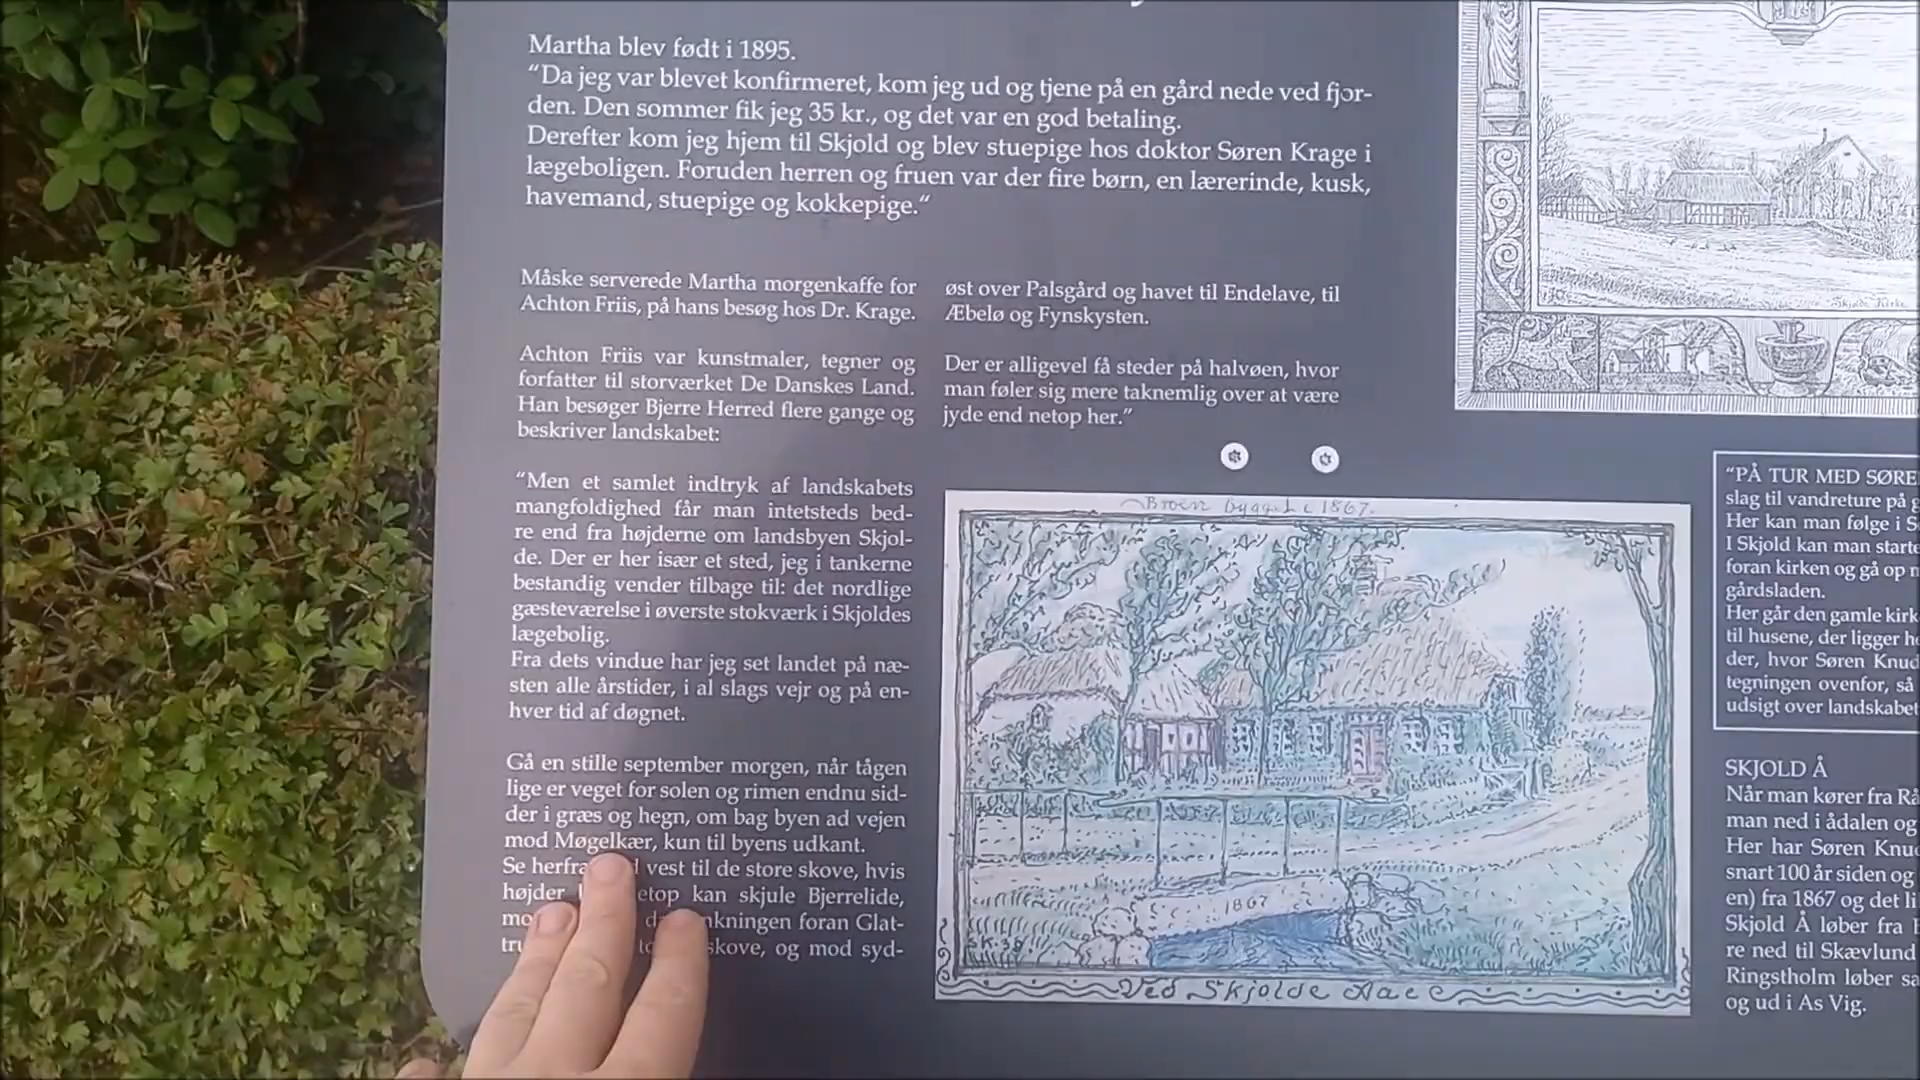 Martha blev født i 1895.
“Da jeg var blevet konfirmeret, kom jeg ud og tjene på en gård nede ved fjor-
den. Den sommer fik jeg 35 kr., og det var en god betaling.
Derefter kom jeg hjem til Skjold og blev stuepige hos doktor Søren Krage i
lægeboligen. Foruden herren og fruen var der fire børn, en lærerinde, kusk,
havemand, stuepige og kokkepige.“
Måske serverede Martha morgenkaffe for
Achton Friis, på hans besøg hos Dr. Krage.
Achton Friis var kunstmaler, tegner og
forfatter til storværket De Danskes Land.
Han besøger Bjerre Herred flere gange og
beskriver landskabet:
“Men et samlet indtryk af landskabets
mangfoldighed får man intetsteds bed-
re end fra højderne om landsbyen Skjol-
de. Der er her især et sted, jeg i tankerne
bestandig vender tilbage til: det nordlige
gæsteværelse i øverste stokværk i Skjoldes
lægebolig.
Fra dets vindue har jeg set landet på næ-
sten alle årstider, i al slags vejr og på en-
hver tid af døgnet.
Gå en stille september morgen, når tågen
lige er veget for solen og rimen endnu sid-
der i græs og hegn, om bag byen ad vejen
mod Møgelkær, kun til byens udkant.
Se herfra vest til de store skove, hvis
højder kan skjule Bjerrelide,
foran Glat-
skove, og mod syd-
øst over Palsgård og havet til Endelave, til
Æbelø og Fynskysten.
Der er alligevel få steder på halvøen, hvor
man føler sig mere taknemlig over at være
jyde end netop her.”
Broen bygget i 1867.
1867
SK.38
Ved Skjolde Aae
Skjolde Kirke
“PÅ TUR MED SØRE
slag til vandreture på g
Her kan man følge i S
I Skjold kan man starte
foran kirken og gå op m
gårdsladen.
Her går den gamle kirk
til husene, der ligger h
der, hvor Søren Knud
tegningen ovenfor, så
udsigt over landskabet
SKJOLD Å
Når man kører fra Rå
man ned i ådalen og
Her har Søren Knud
snart 100 år siden og
en) fra 1867 og det li
Skjold Å løber fra
re ned til Skævlund
Ringstholm løber sa
og ud i As Vig.